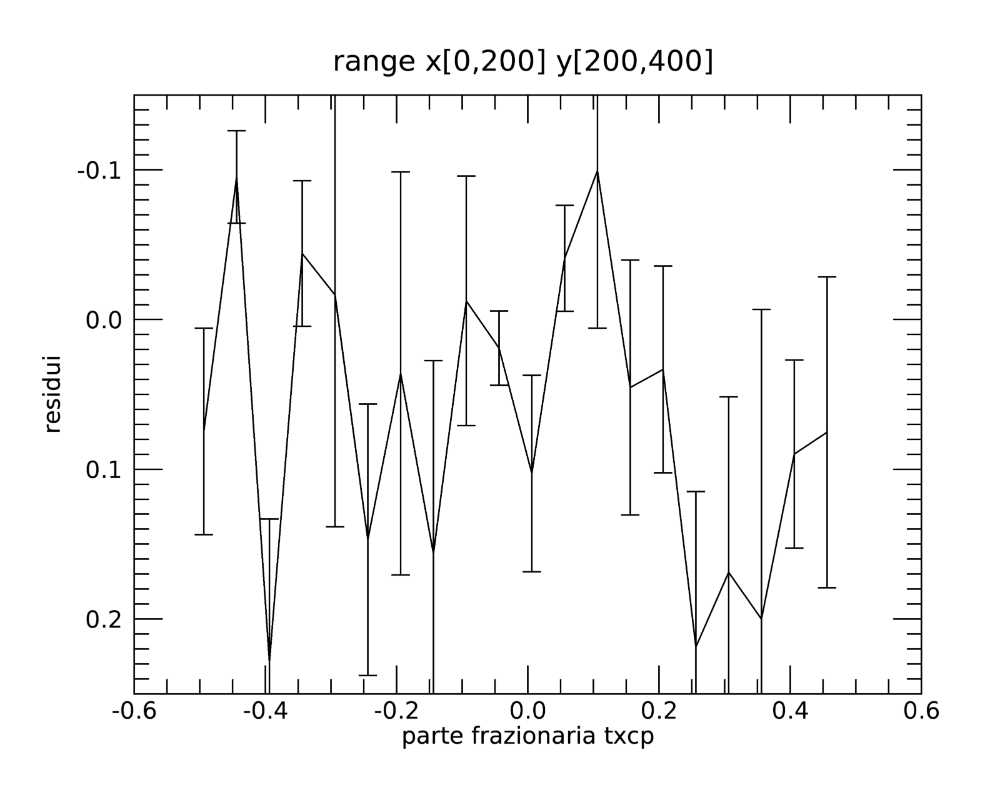 range x[0,200] y[200,400]
-0.1
0.0
0.1
0.2
residui
-0.6 -0.4 -0.2 0.0 0.2 0.4 0.6
parte frazionaria txcp